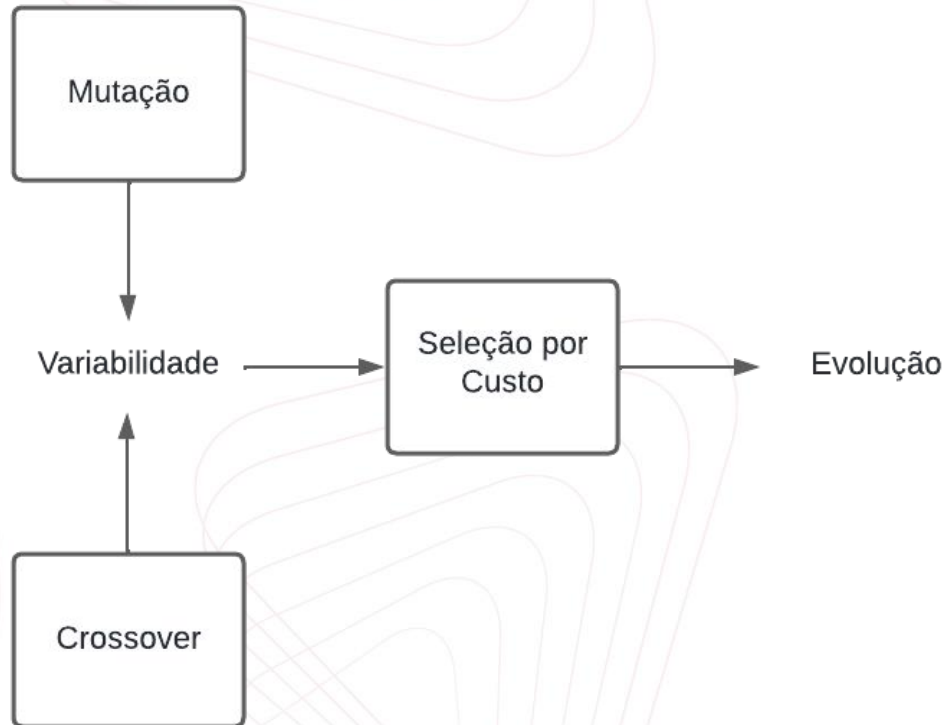 Mutação
Variabilidade
Seleção por
Custo
Evolução
Crossover